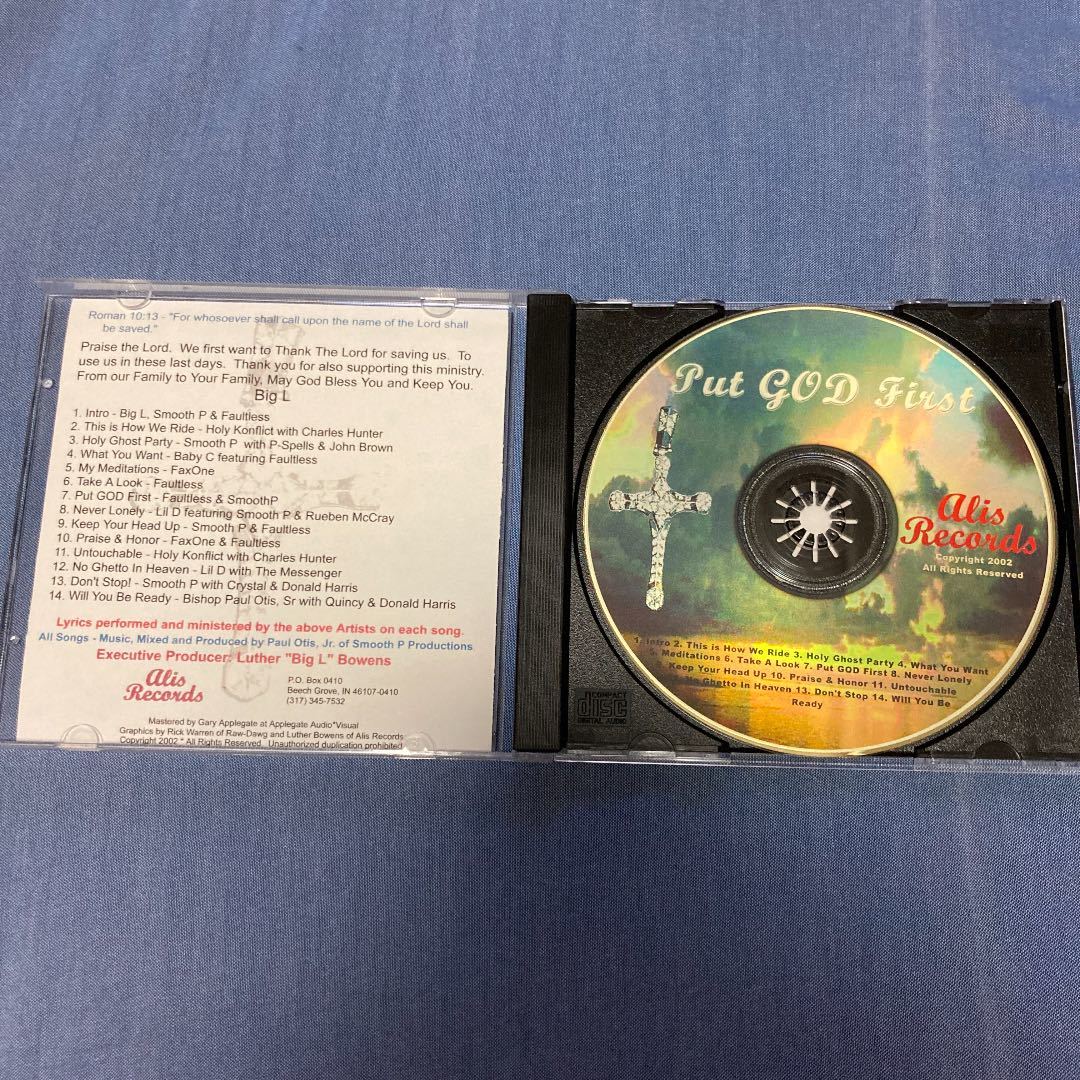 Roman 10:13 - "For whosoever shall call upon the name of the Lord shall
be saved."
Praise the Lord. We first want to Thank The Lord for saving us. To
use us in these last days. Thank you for also supporting this ministry.
From our Family to Your Family, May God Bless You and Keep You.
Big L
1. Intro - Big L, Smooth P & Faultless
2. This is How We Ride - Holy Konflict with Charles Hunter
3. Holy Ghost Party - Smooth P with P-Spells & John Brown
4. What You Want - Baby C featuring Faultless
5. My Meditations - FaxOne
6. Take A Look - Faultless
7. Put GOD First - Faultless & SmoothP
8. Never Lonely - Lil D featuring Smooth P & Rueben McCray
9. Keep Your Head Up - Smooth P & Faultless
10. Praise & Honor - FaxOne & Faultless
11. Untouchable - Holy Konflict with Charles Hunter
12. No Ghetto In Heaven - Lil D with The Messenger
13. Don't Stop! - Smooth P with Crystal & Donald Harris
14. Will You Be Ready - Bishop Paul Otis, Sr with Quincy & Donald Harris
Lyrics performed and ministered by the above Artists on each song.
All Songs - Music, Mixed and Produced by Paul Otis, Jr. of Smooth P Productions
Executive Producer: Luther "Big L" Bowens
Alis
Records
P.O. Box 0410
Beech Grove, IN 46107-0410
(317) 345-7532
Mastered by Gary Applegate at Applegate Audio*Visual
Graphics by Rick Warren of Raw-Dawg and Luther Bowens of Alis Records
Copyright 2002 * All Rights Reserved. Unauthorized duplication prohibited
Put GOD First
Alis
Records
Copyright 2002
All Rights Reserved
1. Intro 2. This is How We Ride 3. Holy Ghost Party 4. What You Want
5. Meditations 6. Take A Look 7. Put GOD First 8. Never Lonely
Keep Your Head Up 10. Praise & Honor 11. Untouchable
Ghetto In Heaven 13. Don't Stop 14. Will You Be
Ready
COMPACT
disc
DIGITAL AUDIO